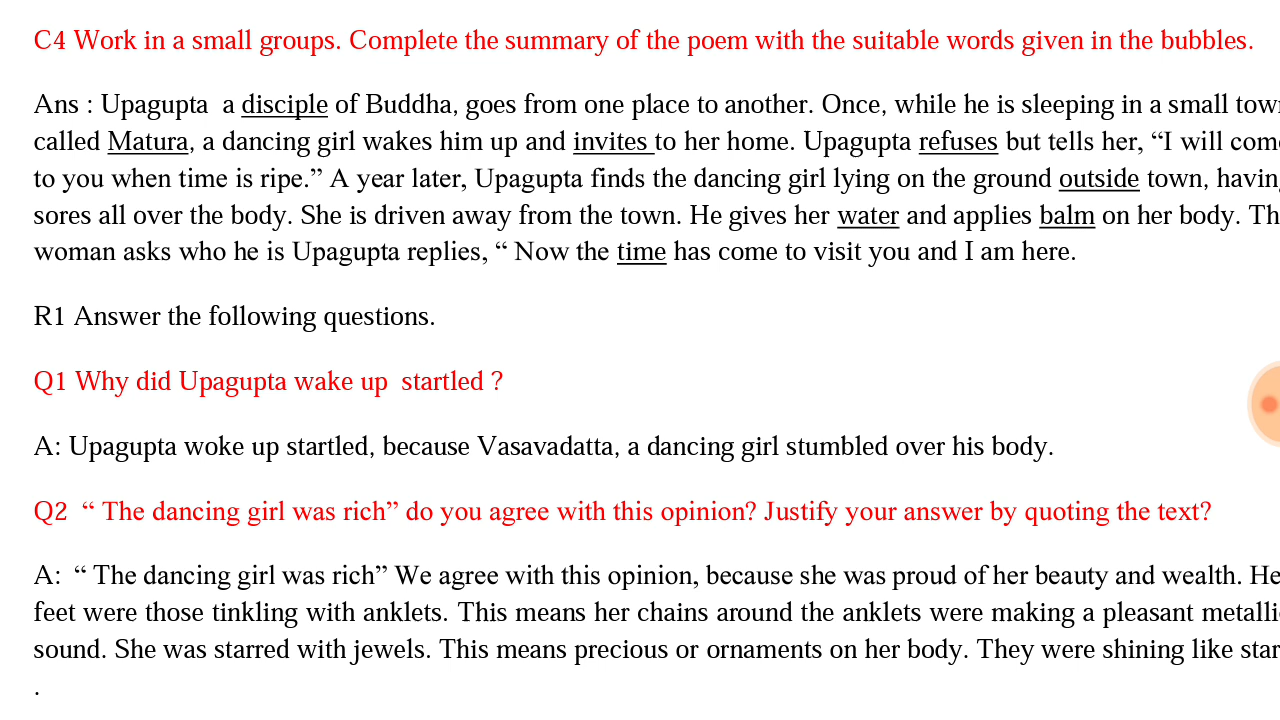 C4 Work in a small groups. Complete the summary of the poem with the suitable words given in the bubbles.
Ans : Upagupta a disciple of Buddha, goes from one place to another. Once, while he is sleeping in a small tow
called Matura, a dancing girl wakes him up and invites to her home. Upagupta refuses but tells her, “I will com
to you when time is ripe.” A year later, Upagupta finds the dancing girl lying on the ground outside town, havin
sores all over the body. She is driven away from the town. He gives her water and applies balm on her body. Th
woman asks who he is Upagupta replies, “ Now the time has come to visit you and I am here.
R1 Answer the following questions.
Q1 Why did Upagupta wake up startled ?
A: Upagupta woke up startled, because Vasavadatta, a dancing girl stumbled over his body.
Q2 “ The dancing girl was rich” do you agree with this opinion? Justify your answer by quoting the text?
A: “ The dancing girl was rich” We agree with this opinion, because she was proud of her beauty and wealth. He
feet were those tinkling with anklets. This means her chains around the anklets were making a pleasant metalli
sound. She was starred with jewels. This means precious or ornaments on her body. They were shining like star
.